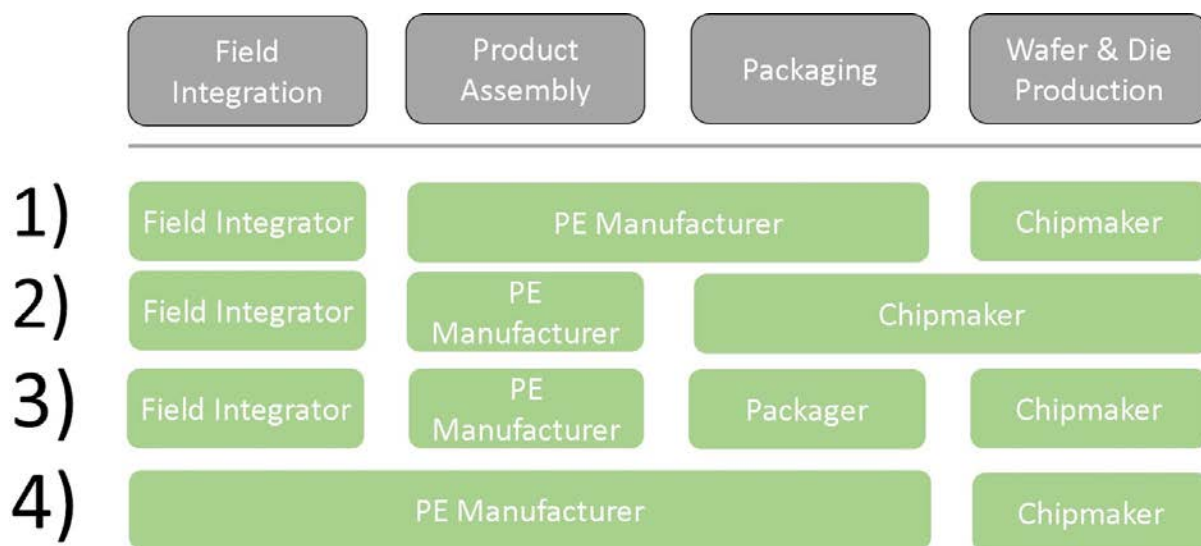 Field
Integration
Product
Assembly
Packaging
Wafer & Die
Production
1)
Field Integrator
PE Manufacturer
Chipmaker
2)
Field Integrator
PE
Manufacturer
Chipmaker
3)
Field Integrator
PE
Manufacturer
Packager
Chipmaker
4)
PE Manufacturer
Chipmaker